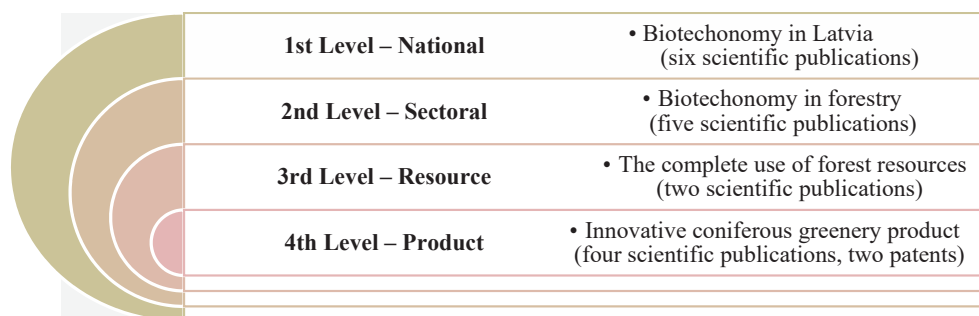 1st Level – National
• Biotechonomy in Latvia
(six scientific publications)
2nd Level – Sectoral
• Biotechonomy in forestry
(five scientific publications)
3rd Level – Resource
• The complete use of forest resources
(two scientific publications)
4th Level – Product
• Innovative coniferous greenery product
(four scientific publications, two patents)